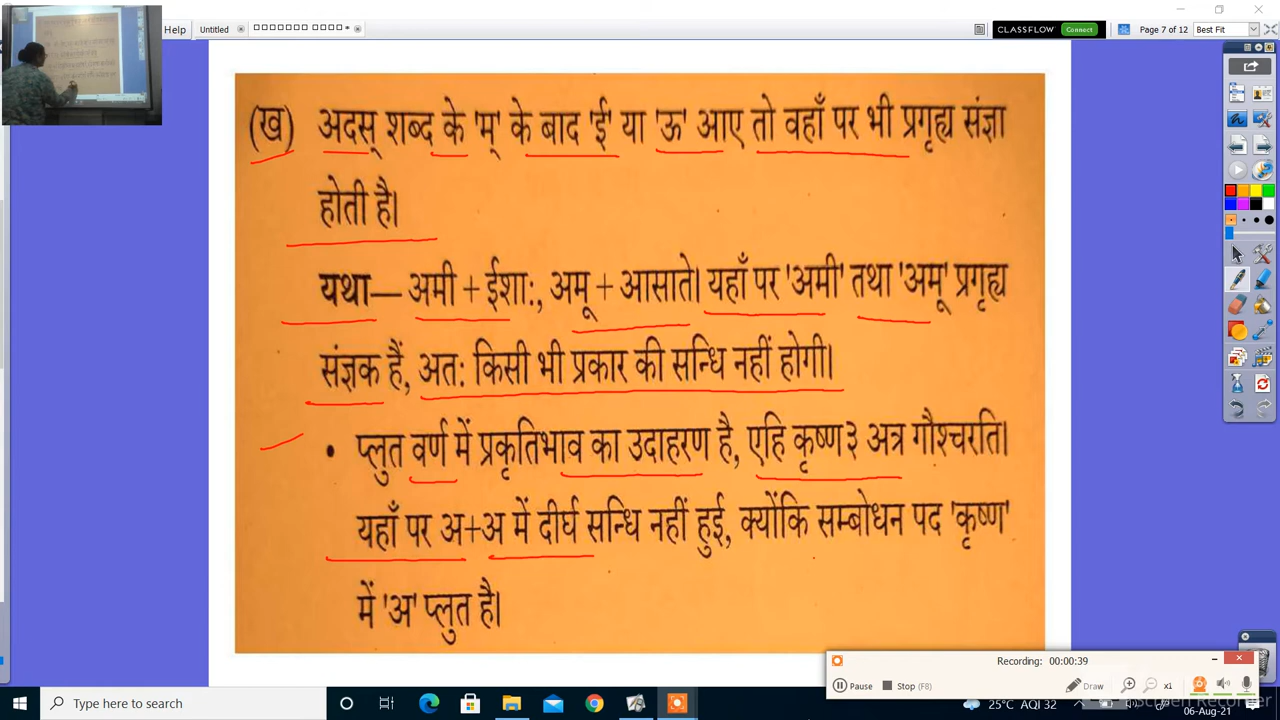 Help
Untitled
CLASSFLOW
Connect
Page 7 of 12
Best Fit
(ख) अदस् शब्द के 'म्' के बाद 'ई' या 'ऊ' आए तो वहाँ पर भी प्रगृह्य संज्ञा
होती है।
यथा— अमी + ईशा:, अमू + आसाते। यहाँ पर 'अमी' तथा 'अमू' प्रगृह्य
संज्ञक हैं, अत: किसी भी प्रकार की सन्धि नहीं होगी।
• प्लुत वर्ण में प्रकृतिभाव का उदाहरण है, एहि कृष्ण३ अत्र गौश्चरति।
यहाँ पर अ+अ में दीर्घ सन्धि नहीं हुई, क्योंकि सम्बोधन पद 'कृष्ण'
में 'अ' प्लुत है।
Recording: 00:00:39
Pause
Stop (F8)
Draw
x1
Type here to search
25°C AQI 32
06-Aug-21
Screen Recorder